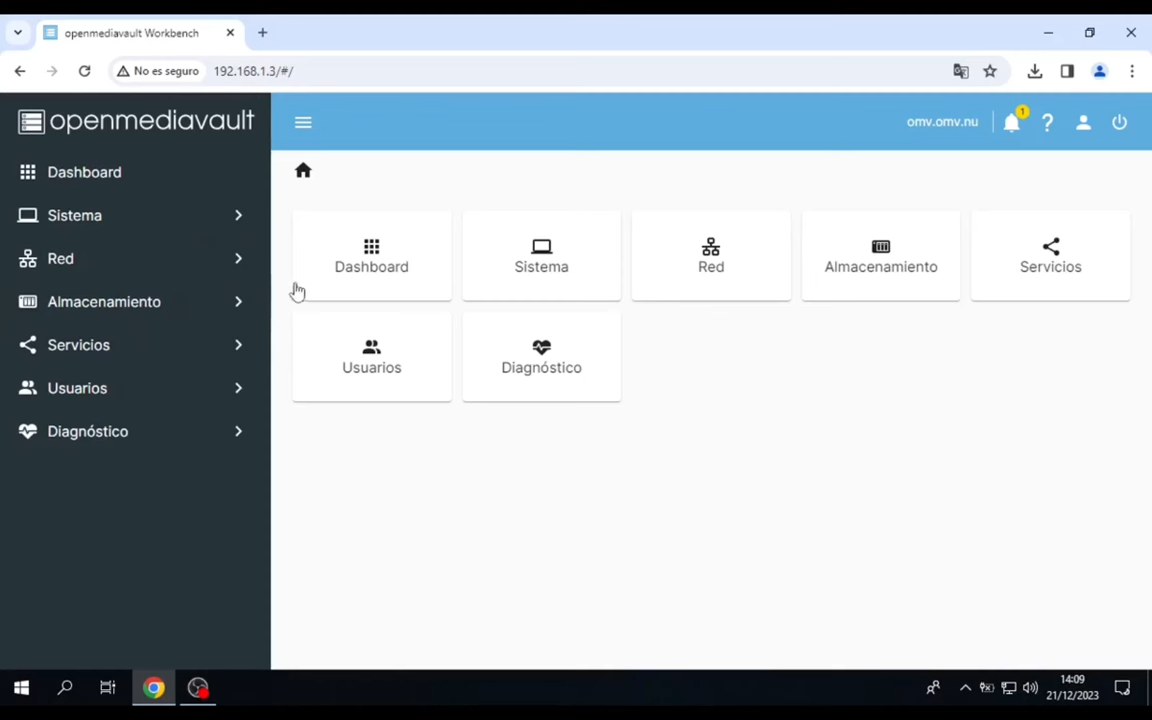 openmediavault Workbench
No es seguro
192.168.1.3/#/
openmediavault
omv.omv.nu
1
?
Dashboard
Sistema
Red
Almacenamiento
Servicios
Usuarios
Diagnóstico
Dashboard
Sistema
Red
Almacenamiento
Servicios
Usuarios
Diagnóstico
14:09
21/12/2023